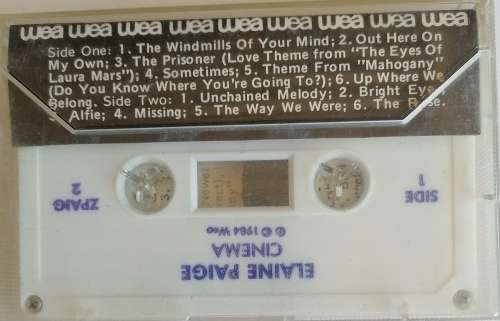 wea wea wea wea wea wea wea wea wea
Side One: 1. The Windmills Of Your Mind; 2. Out Here On
My Own; 3. The Prisoner (Love Theme from "The Eyes Of
Laura Mars"); 4. Sometimes; 5. Theme From "Mahogany"
(Do You Know Where You're Going To?); 6. Up Where We
Belong. Side Two: 1. Unchained Melody; 2. Bright Eyes;
3. Alfie; 4. Missing; 5. The Way We Were; 6. The Rose.
SIDE
1
ZPAIG
2
℗ © 1984 Wea
CINEMA
ELAINE PAIGE